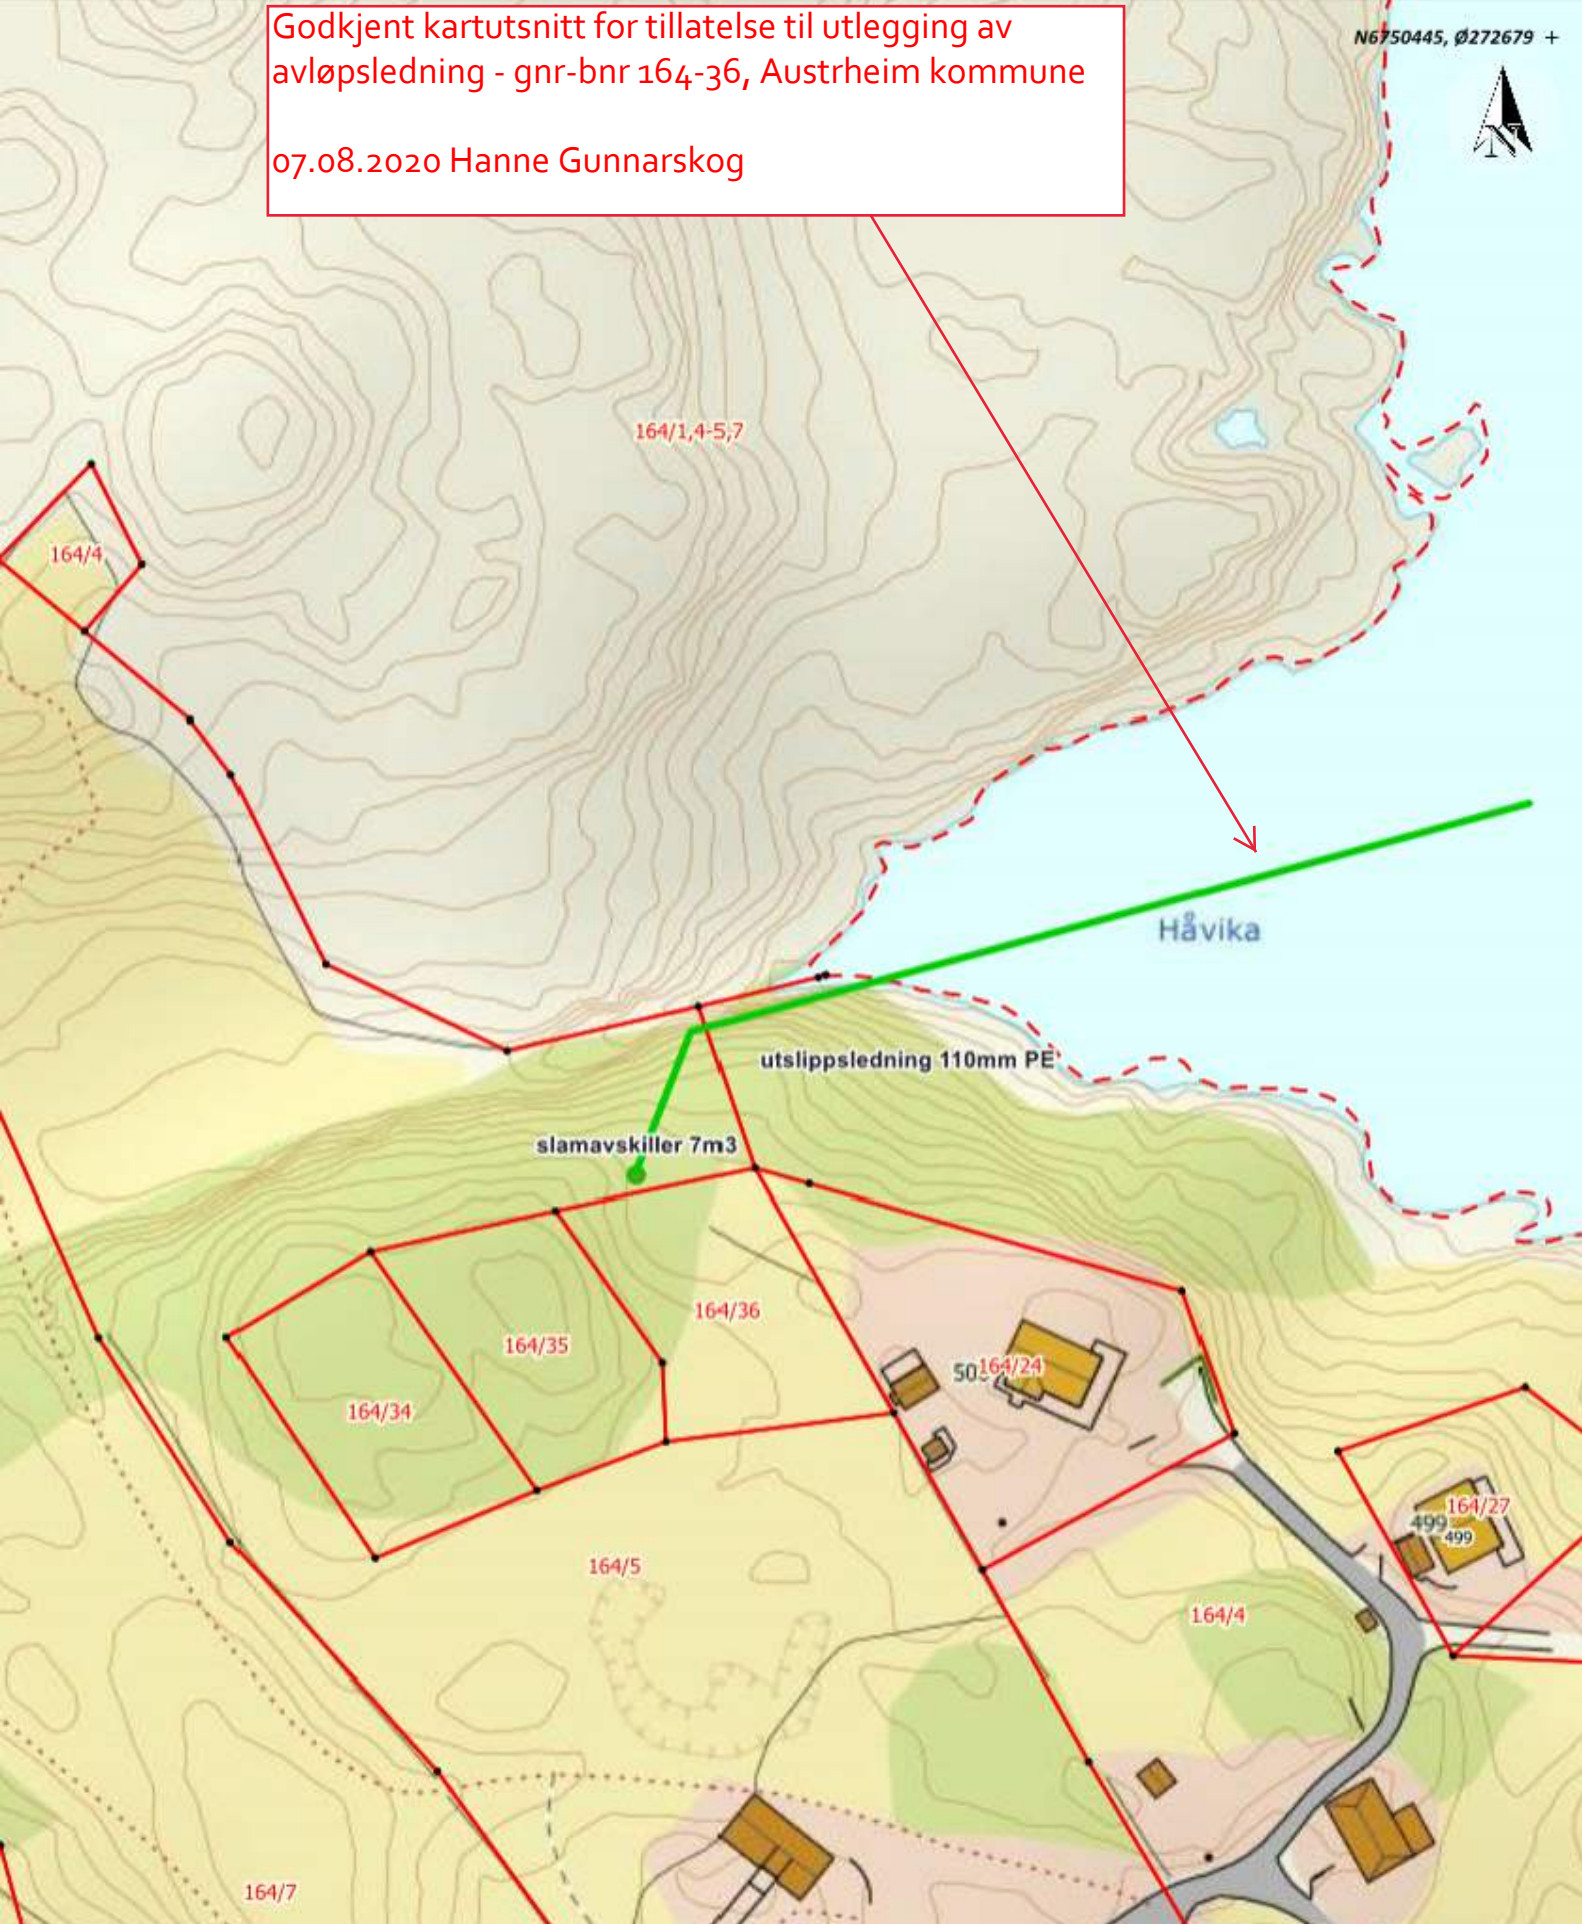 Godkjent kartutsnitt for tillatelse til utlegging av
avløpsledning - gnr-bnr 164-36, Austrheim kommune
07.08.2020 Hanne Gunnarskog
N6750445, Ø272679 +
N
164/1,4-5,7
164/4
Håvika
utslippsledning 110mm PE
slamavskiller 7m3
164/36
164/35
164/24
164/34
164/27
499
499
164/5
164/4
164/7